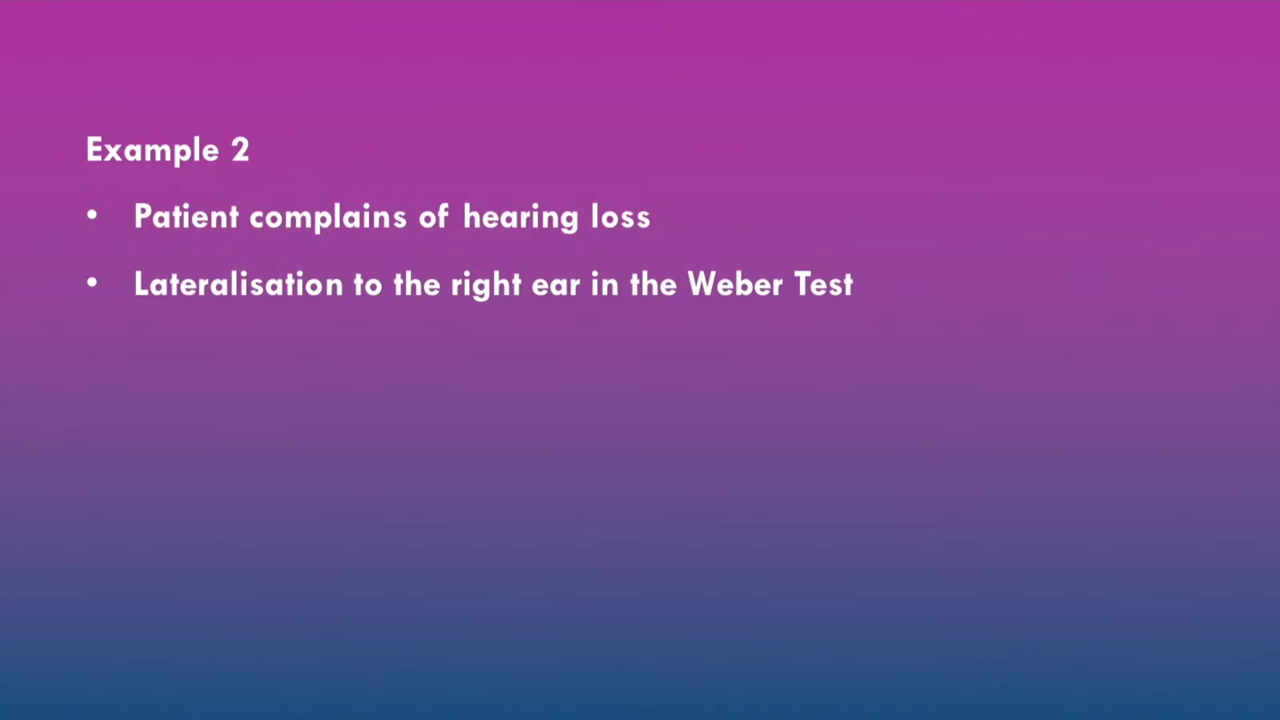 Example 2
• Patient complains of hearing loss
• Lateralisation to the right ear in the Weber Test